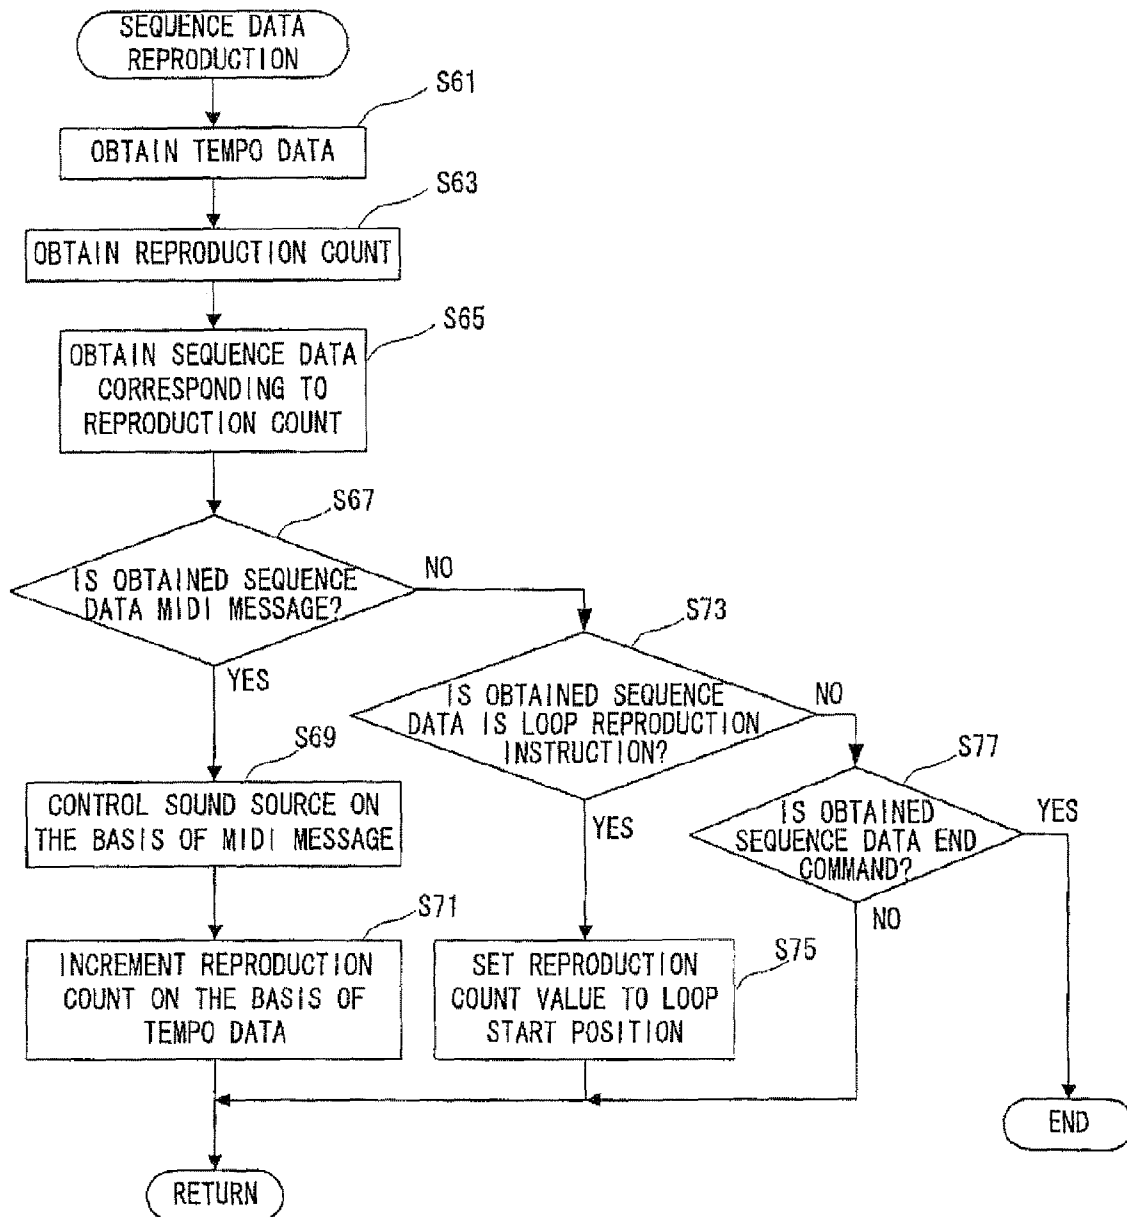 SEQUENCE DATA
REPRODUCTION
S61
OBTAIN TEMPO DATA
S63
OBTAIN REPRODUCTION COUNT
S65
OBTAIN SEQUENCE DATA
CORRESPONDING TO
REPRODUCTION COUNT
S67
IS OBTAINED SEQUENCE
DATA MIDI MESSAGE?
NO
YES
S73
IS OBTAINED SEQUENCE
DATA IS LOOP REPRODUCTION
INSTRUCTION?
NO
YES
S69
CONTROL SOUND SOURCE ON
THE BASIS OF MIDI MESSAGE
S77
IS OBTAINED
SEQUENCE DATA END
COMMAND?
YES
NO
S71
INCREMENT REPRODUCTION
COUNT ON THE BASIS OF
TEMPO DATA
S75
SET REPRODUCTION
COUNT VALUE TO LOOP
START POSITION
END
RETURN